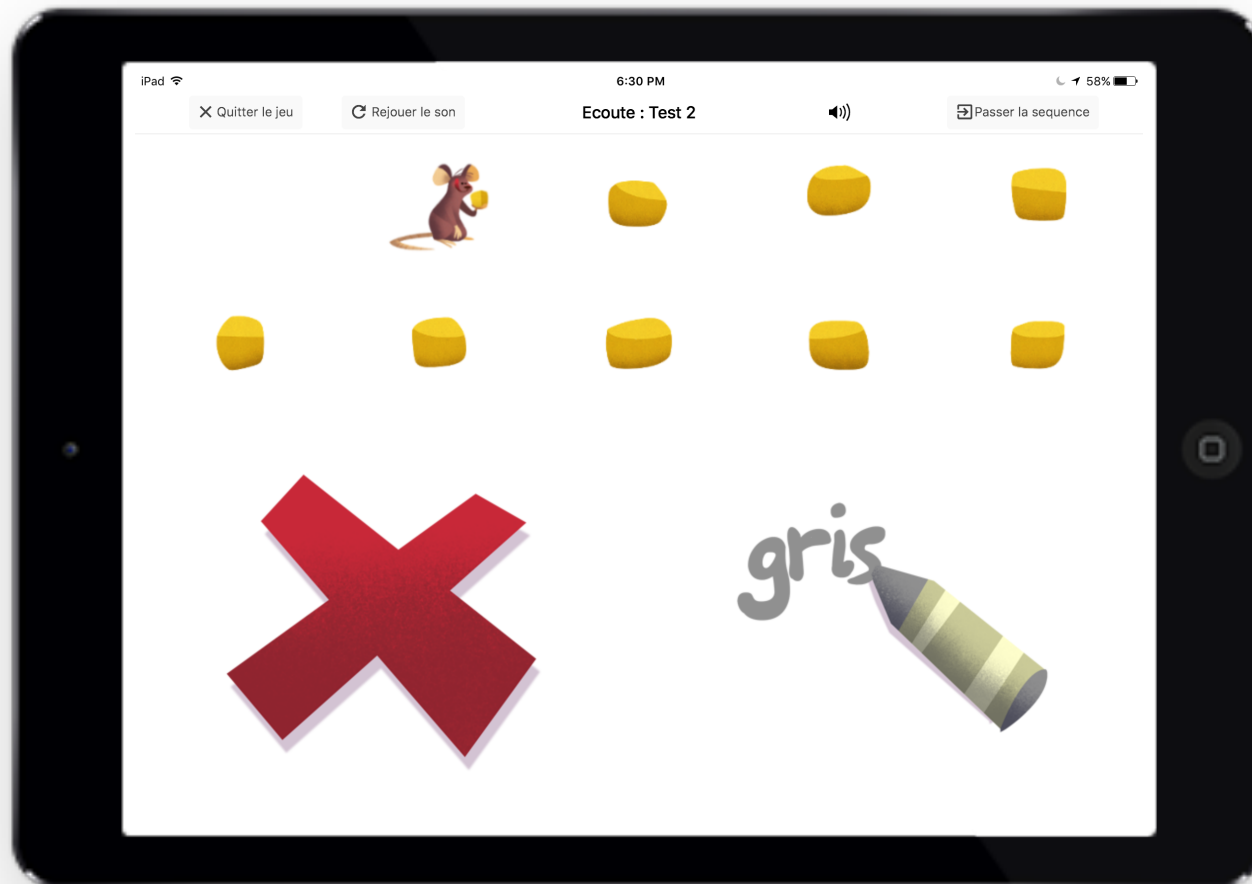 iPad 6:30 PM 58%
Quitter le jeu Rejouer le son Ecoute : Test 2 Passer la sequence
gris